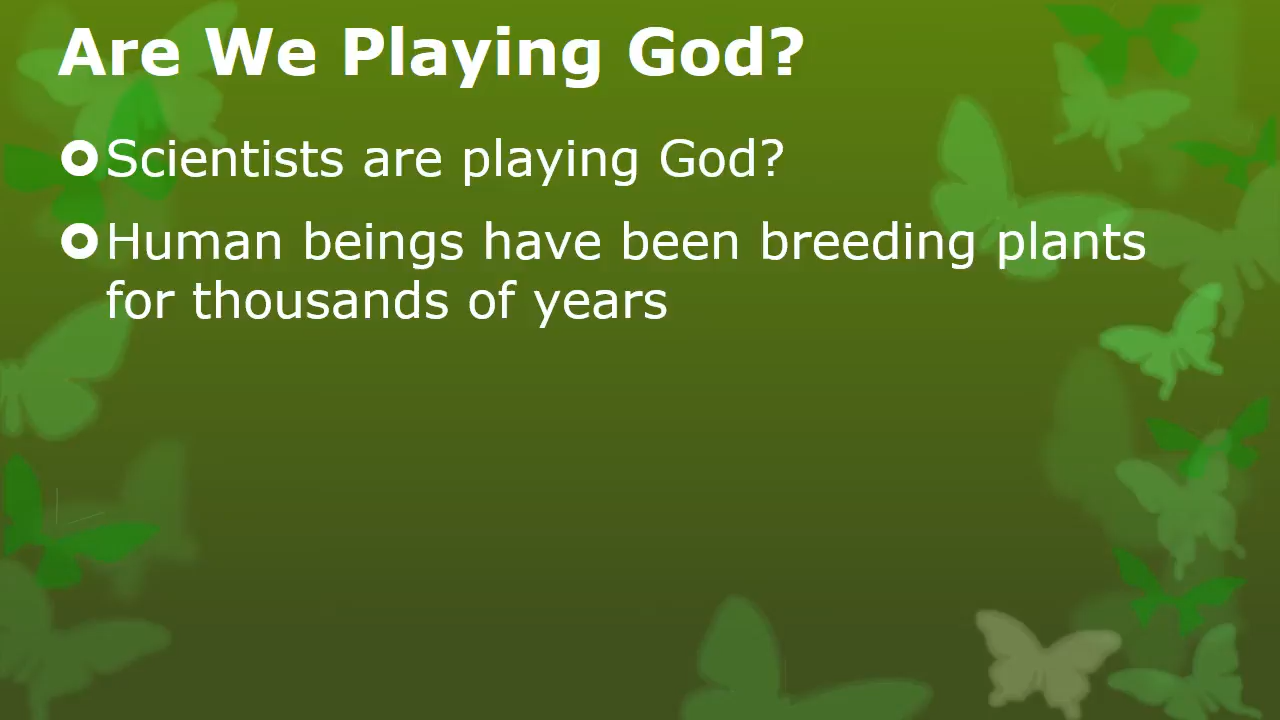 Are We Playing God?
Scientists are playing God?
Human beings have been breeding plants
for thousands of years